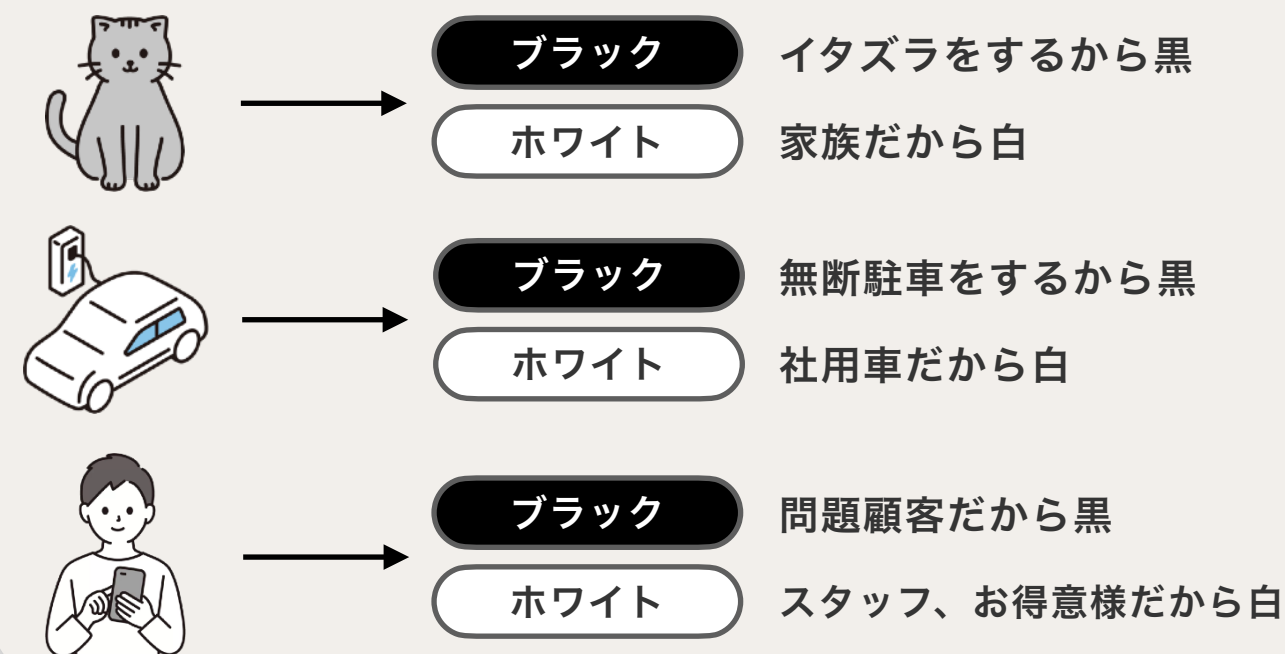 ブラック イタズラをするから黒
ホワイト 家族だから白
ブラック 無断駐車をするから黒
ホワイト 社用車だから白
ブラック 問題顧客だから黒
ホワイト スタッフ、お得意様だから白